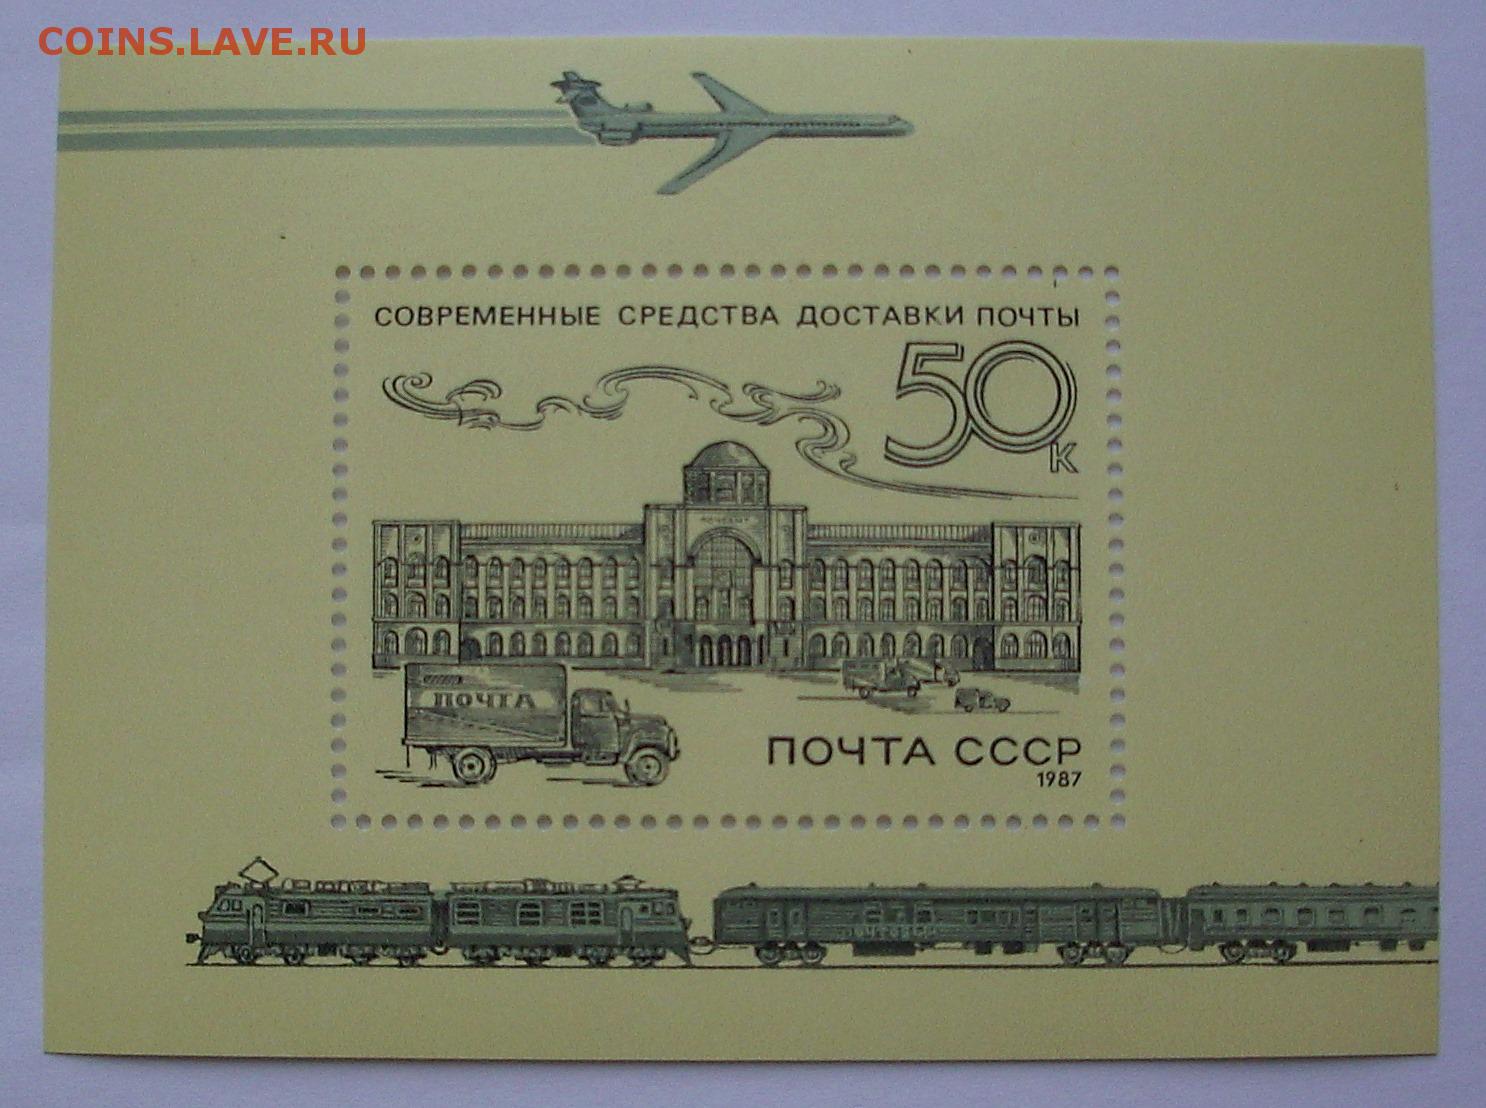 COINS.LAVE.RU
СОВРЕМЕННЫЕ СРЕДСТВА ДОСТАВКИ ПОЧТЫ
50
К
ПОЧТА
ПОЧТА СССР
1987